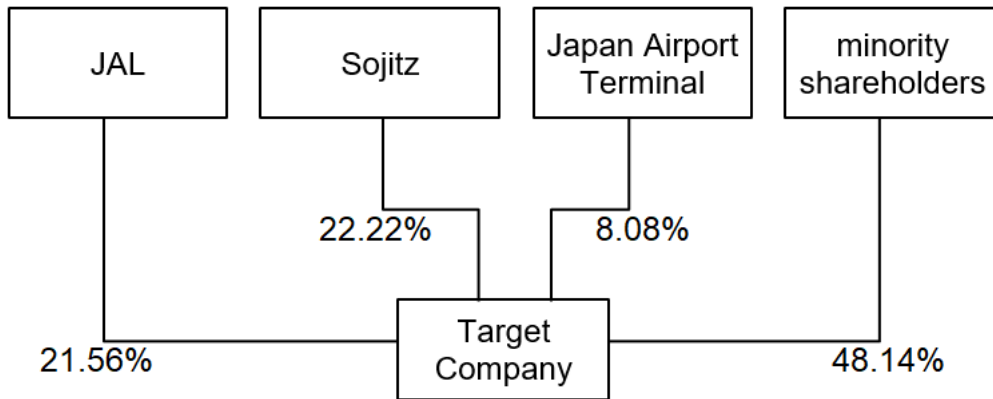 JAL
Sojitz
Japan Airport
Terminal
minority
shareholders
22.22%
8.08%
21.56%
Target
Company
48.14%